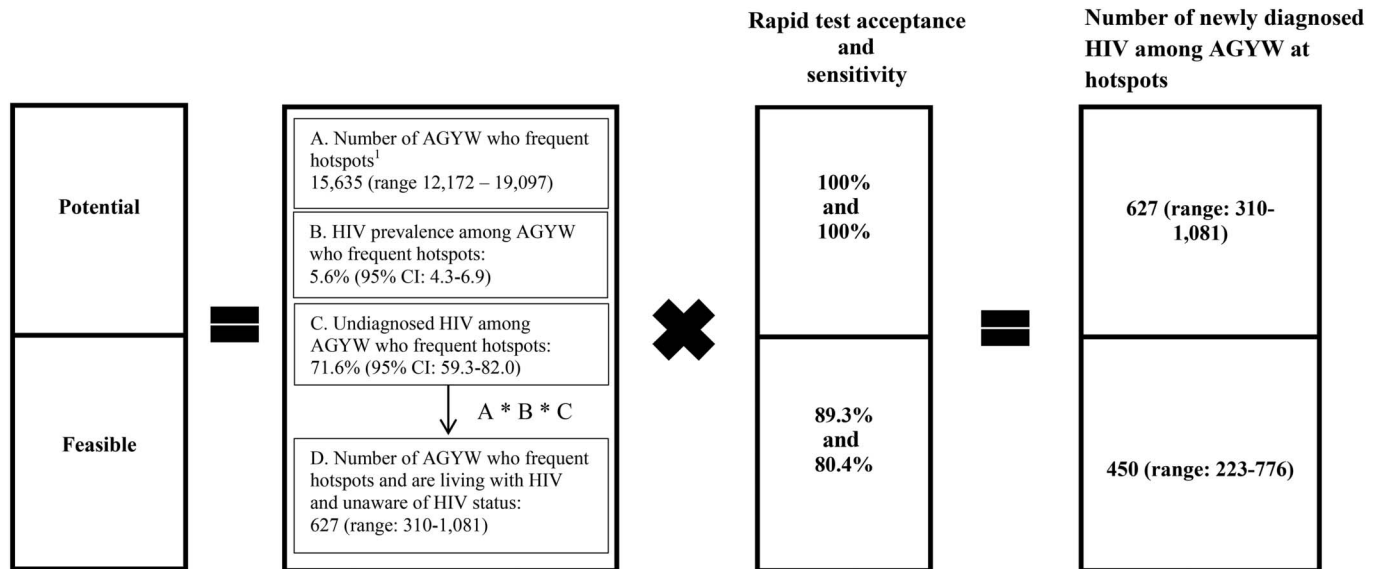 Rapid test acceptance
and
sensitivity
Number of newly diagnosed
HIV among AGYW at
hotspots
Potential
Feasible
A. Number of AGYW who frequent
hotspots¹
15,635 (range 12,172 – 19,097)
B. HIV prevalence among AGYW
who frequent hotspots:
5.6% (95% CI: 4.3-6.9)
C. Undiagnosed HIV among
AGYW who frequent hotspots:
71.6% (95% CI: 59.3-82.0)
A * B * C
D. Number of AGYW who frequent
hotspots and are living with HIV
and unaware of HIV status:
627 (range: 310-1,081)
100%
and
100%
89.3%
and
80.4%
627 (range: 310-
1,081)
450 (range: 223-776)